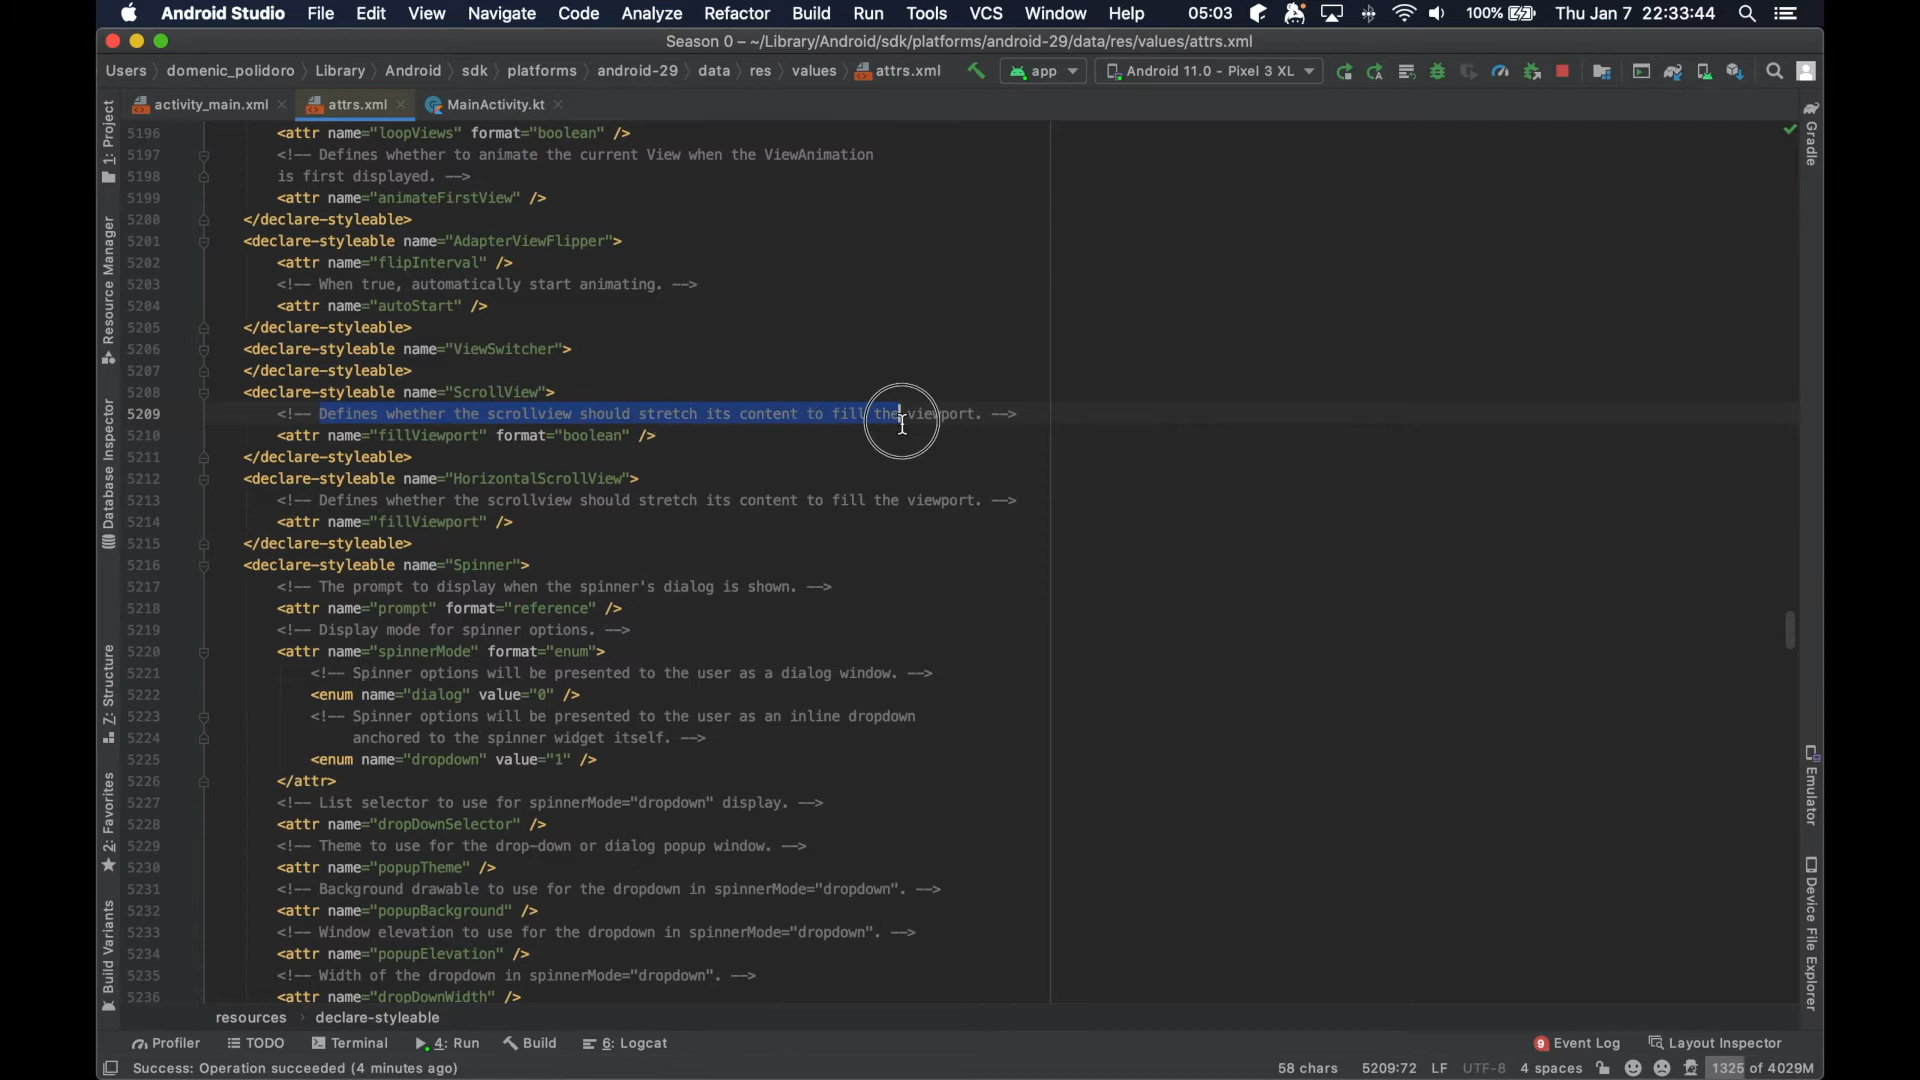 Android Studio File Edit View Navigate Code Analyze Refactor Build Run Tools VCS Window Help 05:03 100% Thu Jan 7 22:33:44
Season 0 – ~/Library/Android/sdk/platforms/android-29/data/res/values/attrs.xml
Users domenic_polidoro Library Android sdk platforms android-29 data res values attrs.xml app Android 11.0 - Pixel 3 XL
activity_main.xml attrs.xml MainActivity.kt
5196 <attr name="loopViews" format="boolean" />
5197 <!-- Defines whether to animate the current View when the ViewAnimation
5198 is first displayed. -->
5199 <attr name="animateFirstView" />
5200 </declare-styleable>
5201 <declare-styleable name="AdapterViewFlipper">
5202 <attr name="flipInterval" />
5203 <!-- When true, automatically start animating. -->
5204 <attr name="autoStart" />
5205 </declare-styleable>
5206 <declare-styleable name="ViewSwitcher">
5207 </declare-styleable>
5208 <declare-styleable name="ScrollView">
5209 <!-- Defines whether the scrollview should stretch its content to fill the viewport. -->
5210 <attr name="fillViewport" format="boolean" />
5211 </declare-styleable>
5212 <declare-styleable name="HorizontalScrollView">
5213 <!-- Defines whether the scrollview should stretch its content to fill the viewport. -->
5214 <attr name="fillViewport" />
5215 </declare-styleable>
5216 <declare-styleable name="Spinner">
5217 <!-- The prompt to display when the spinner's dialog is shown. -->
5218 <attr name="prompt" format="reference" />
5219 <!-- Display mode for spinner options. -->
5220 <attr name="spinnerMode" format="enum">
5221 <!-- Spinner options will be presented to the user as a dialog window. -->
5222 <enum name="dialog" value="0" />
5223 <!-- Spinner options will be presented to the user as an inline dropdown
5224 anchored to the spinner widget itself. -->
5225 <enum name="dropdown" value="1" />
5226 </attr>
5227 <!-- List selector to use for spinnerMode="dropdown" display. -->
5228 <attr name="dropDownSelector" />
5229 <!-- Theme to use for the drop-down or dialog popup window. -->
5230 <attr name="popupTheme" />
5231 <!-- Background drawable to use for the dropdown in spinnerMode="dropdown". -->
5232 <attr name="popupBackground" />
5233 <!-- Window elevation to use for the dropdown in spinnerMode="dropdown". -->
5234 <attr name="popupElevation" />
5235 <!-- Width of the dropdown in spinnerMode="dropdown". -->
5236 <attr name="dropDownWidth" />
1: Project
Resource Manager
Database Inspector
7: Structure
2: Favorites
Build Variants
Gradle
Emulator
Device File Explorer
resources declare-styleable
Profiler TODO Terminal 4: Run Build 6: Logcat 9 Event Log Layout Inspector
Success: Operation succeeded (4 minutes ago) 58 chars 5209:72 LF UTF-8 4 spaces 1325 of 4029M